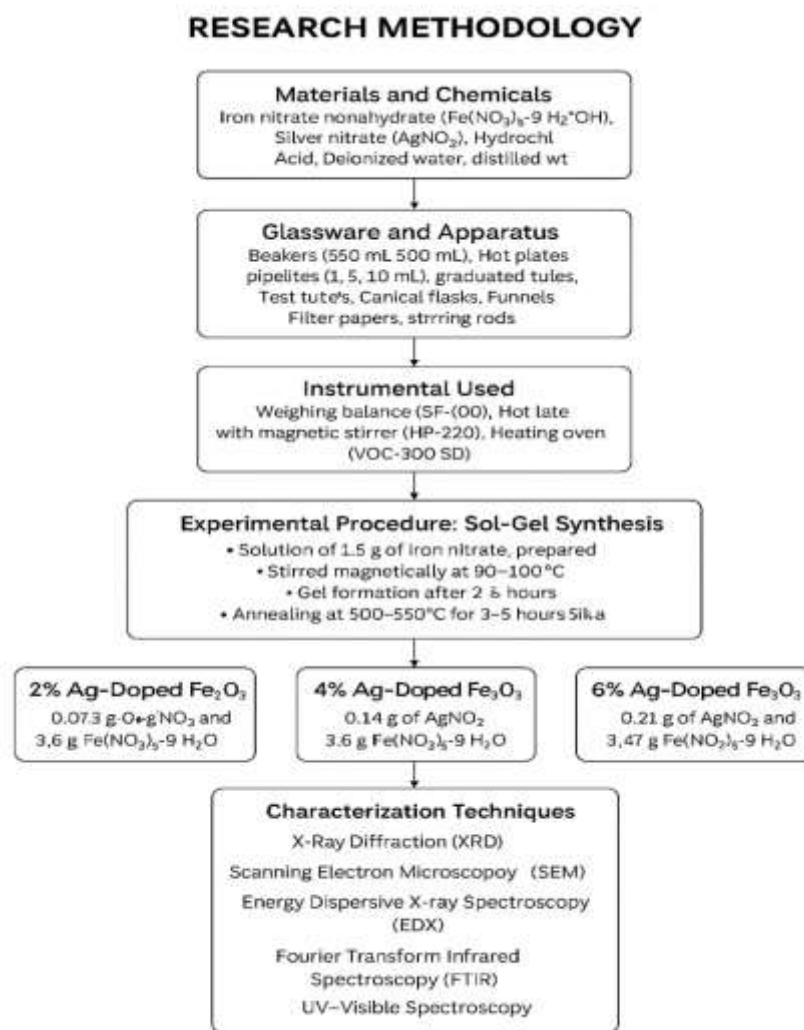 RESEARCH METHODOLOGY
Materials and Chemicals
Iron nitrate nonahydrate (Fe(NO₃)₅-9 H₂*OH),
Silver nitrate (AgNO₂), Hydrochl
Acid, Deionized water, distilled wt
Glassware and Apparatus
Beakers (550 mL 500 mL), Hot plates
pipelites (1, 5, 10 mL), graduated tules,
Test tute's, Canical flasks, Funnels
Filter papers, strrring rods
Instrumental Used
Weighing balance (SF-(00), Hot late
with magnetic stirrer (HP-220), Heating oven
(VOC-300 SD)
Experimental Procedure: Sol-Gel Synthesis
• Solution of 1.5 g of iron nitrate, prepared
• Stirred magnetically at 90–100°C
• Gel formation after 2 hours
• Annealing at 500–550°C for 3–5 hours Sika
2% Ag-Doped Fe₂O₃
0.073 and
3,6 g Fe(NO₃)₅-9 H₂O
4% Ag-Doped Fe₃O₃
0.14 g of AgNO₂
3.6 g Fe(NO₃)₅-9 H₂O
6% Ag-Doped Fe₃O₃
0.21 g of AgNO₂ and
3,47 g Fe(NO₂)₅-9 H₂O
Characterization Techniques
X-Ray Diffraction (XRD)
Scanning Electron Microscopoy (SEM)
Energy Dispersive X-ray Spectroscopy
(EDX)
Fourier Transform Infrared
Spectroscopy (FTIR)
UV–Visible Spectroscopy